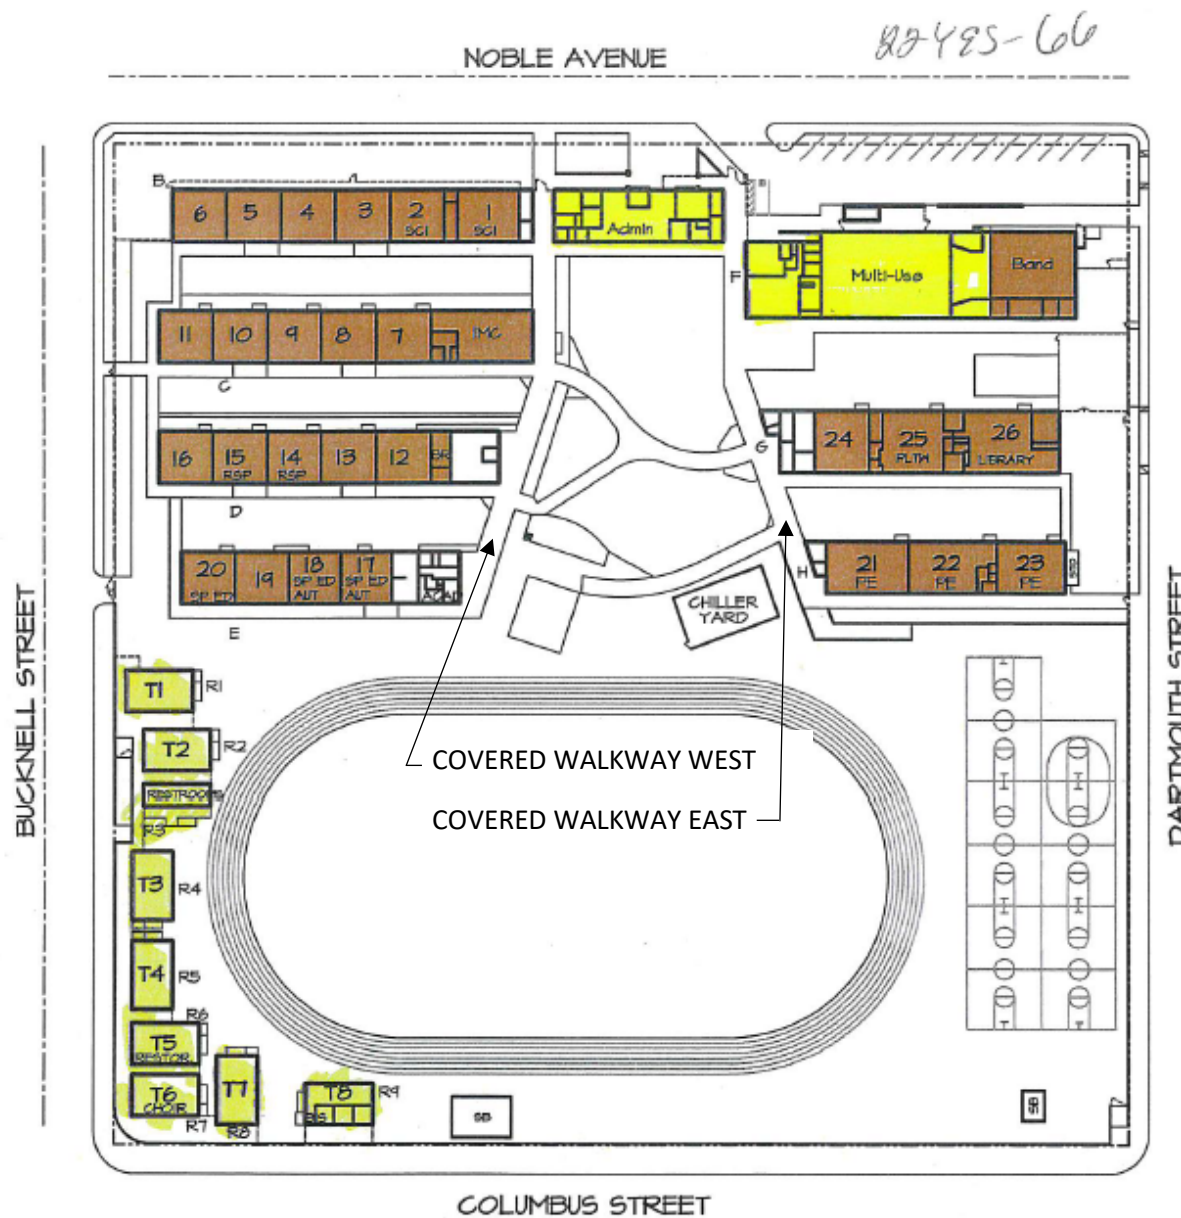 22495-66
NOBLE AVENUE
B
6 5 4 3 2 1
SCI SCI
Admin
F
Multi-Use
Band
11 10 9 8 7 IMC
C
16 15 14 13 12 BR
RSP RSP
D
24 25 26
PLTW LIBRARY
G
20 19 18 17
SP ED SP ED SP ED
AUT AUT
ACAD
E
H
21 22 23
PE PE PE
CHILLER
YARD
BUCKNELL STREET
DARTMOUTH STREET
T1 R1
T2 R2
RESTROOMS
R3
T3 R4
T4 R5
R6
T5
RESTOR.
T6
CHOIR
R7
T7
R8
T8 R9
SB
SB
COVERED WALKWAY WEST
COVERED WALKWAY EAST
COLUMBUS STREET